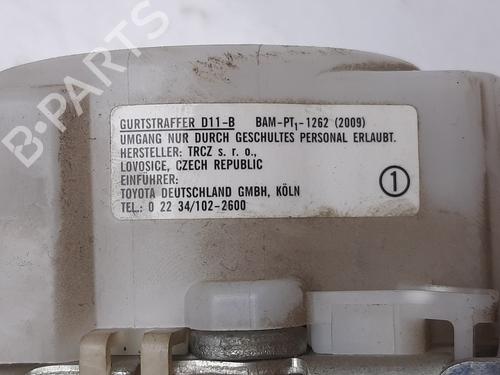 B-PARTS
GURTSTRAFFER D11-B BAM-PT₁-1262 (2009)
UMGANG NUR DURCH GESCHULTES PERSONAL ERLAUBT.
HERSTELLER: TRCZ s. r. o.,
LOVOSICE, CZECH REPUBLIC
EINFÜHRER:
TOYOTA DEUTSCHLAND GMBH, KÖLN
TEL.: 0 22 34/102-2600
1